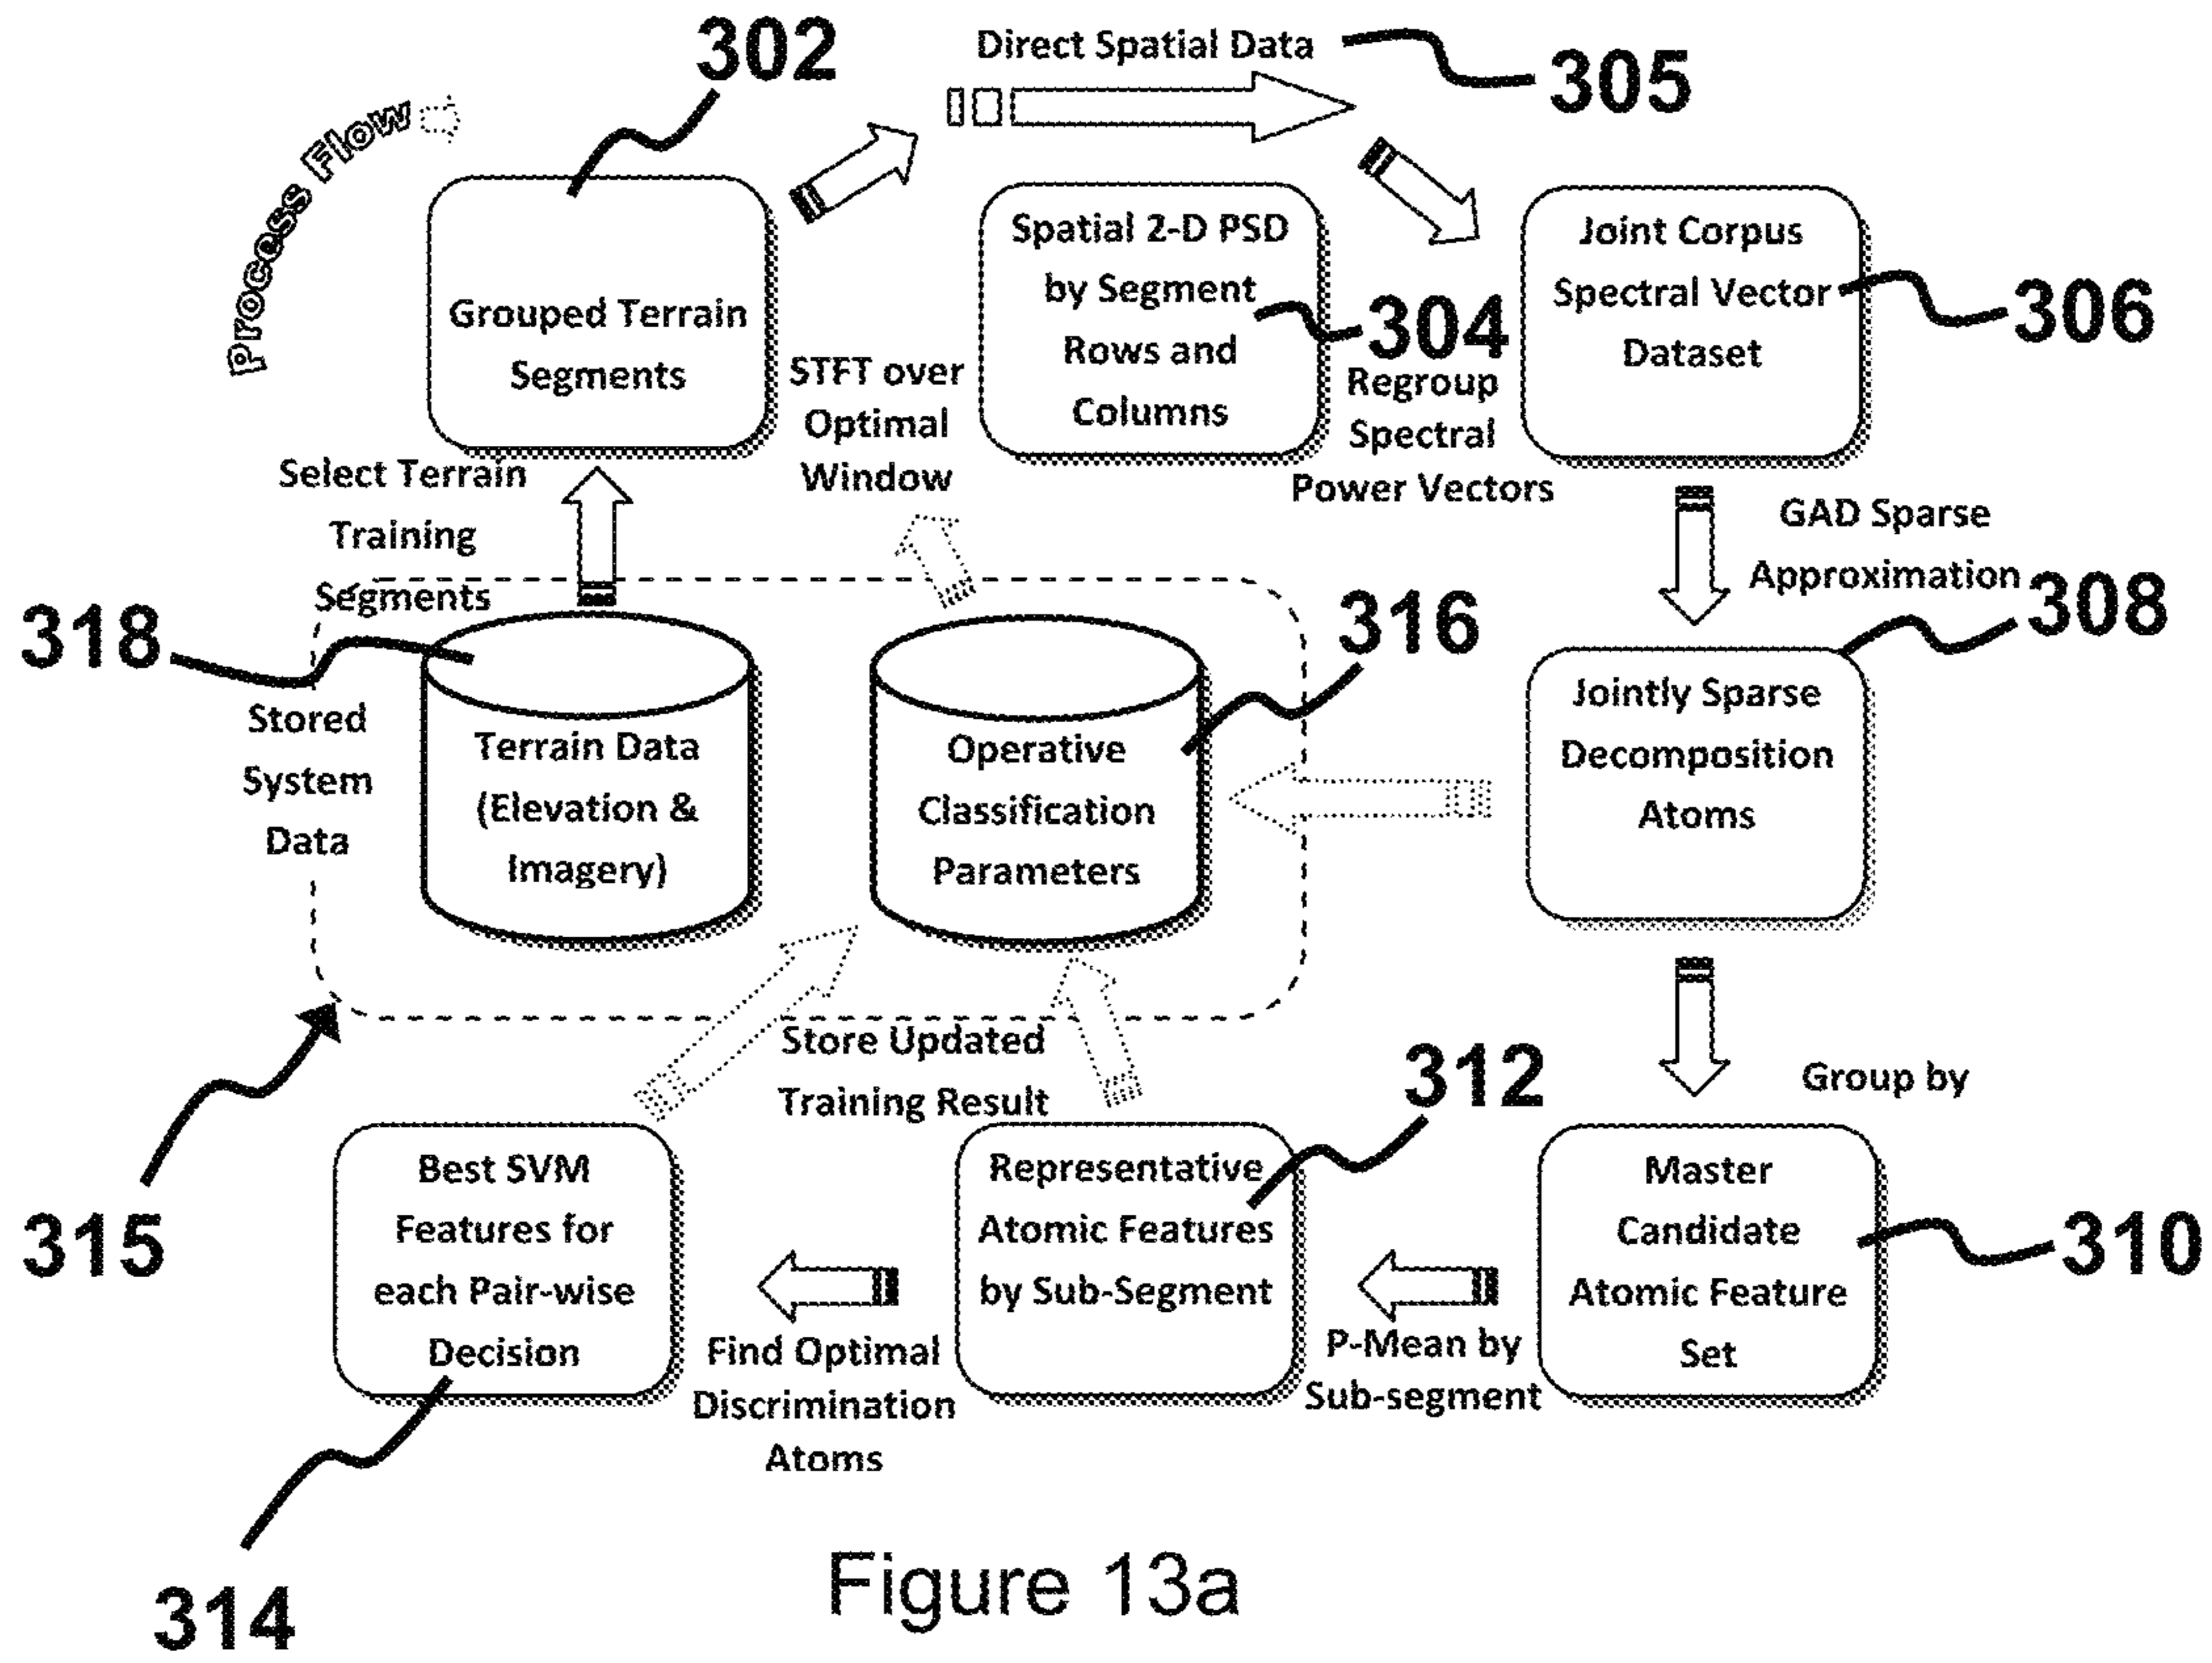 302
Direct Spatial Data
305
Process Flow
Grouped Terrain
Segments
Spatial 2-D PSD
by Segment
Rows and
Columns
304
Joint Corpus
Spectral Vector
Dataset
306
STFT over
Optimal
Window
Regroup
Spectral
Power Vectors
Select Terrain
Training
Segments
GAD Sparse
Approximation
308
318
316
Stored
System
Data
Terrain Data
(Elevation &
Imagery)
Operative
Classification
Parameters
Jointly Sparse
Decomposition
Atoms
Store Updated
Training Result
312
Group by
315
Best SVM
Features for
each Pair-wise
Decision
Find Optimal
Discrimination
Atoms
Representative
Atomic Features
by Sub-Segment
P-Mean by
Sub-segment
Master
Candidate
Atomic Feature
Set
310
314
Figure 13a